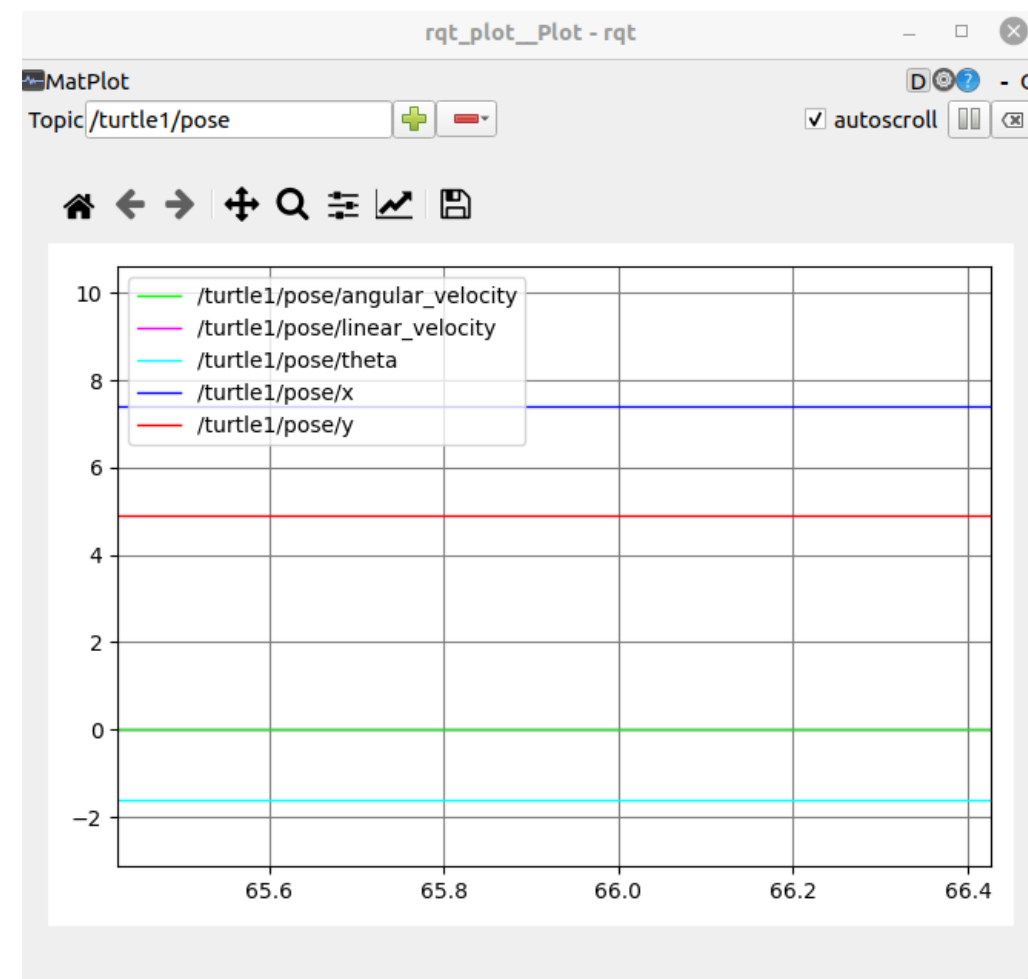 rqt_plot__Plot - rqt
MatPlot
D ? - 
Topic /turtle1/pose
autoscroll
10
8
6
4
2
0
−2
/turtle1/pose/angular_velocity
/turtle1/pose/linear_velocity
/turtle1/pose/theta
/turtle1/pose/x
/turtle1/pose/y
65.6 65.8 66.0 66.2 66.4